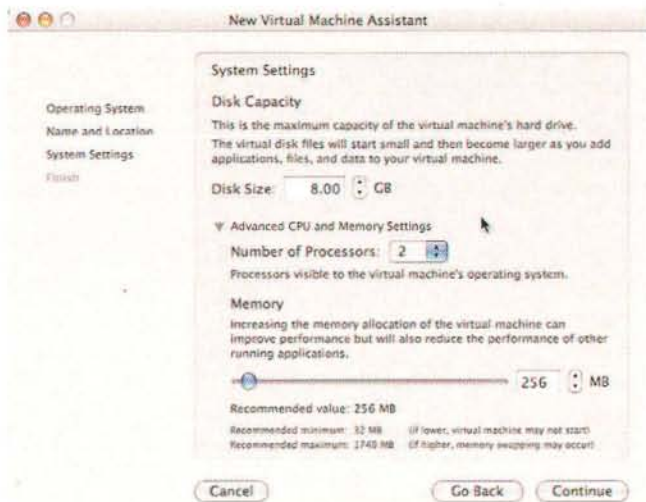 New Virtual Machine Assistant
Operating System
Name and Location
System Settings
Finish
System Settings
Disk Capacity
This is the maximum capacity of the virtual machine's hard drive.
The virtual disk files will start small and then become larger as you add
applications, files, and data to your virtual machine.
Disk Size: 8.00 GB
Advanced CPU and Memory Settings
Number of Processors: 2
Processors visible to the virtual machine's operating system.
Memory
Increasing the memory allocation of the virtual machine can
improve performance but will also reduce the performance of other
running applications.
256 MB
Recommended value: 256 MB
Recommended minimum: 32 MB (If lower, virtual machine may not start)
Recommended maximum: 1740 MB (If higher, memory swapping may occur)
Cancel
Go Back
Continue